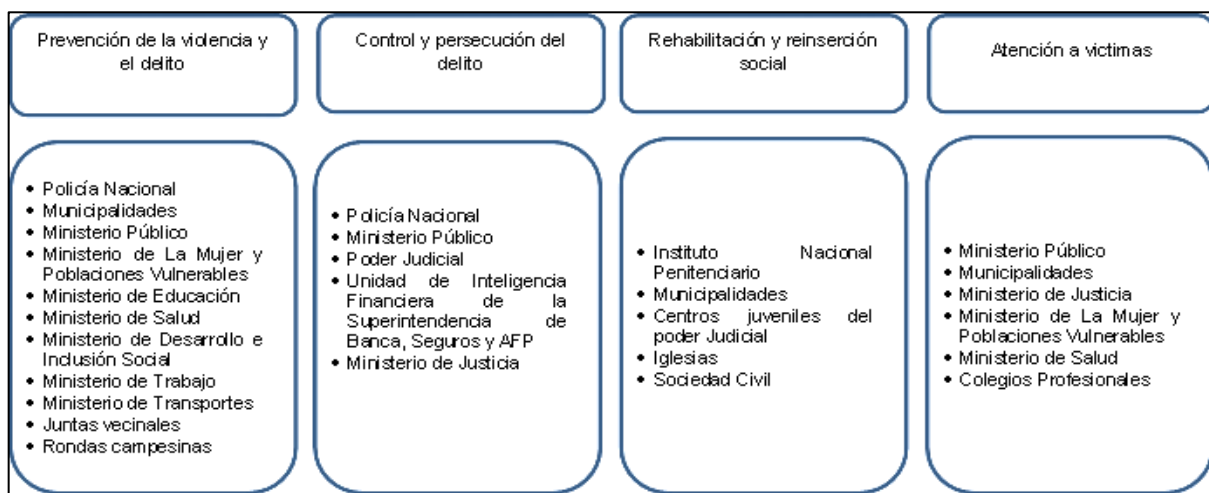 Prevención de la violencia y
el delito
Control y persecución del
delito
Rehabilitación y reinserción
social
Atención a victimas
• Policía Nacional
• Municipalidades
• Ministerio Público
• Ministerio de La Mujer y
Poblaciones Vulnerables
• Ministerio de Educación
• Ministerio de Salud
• Ministerio de Desarrollo e
Inclusión Social
• Ministerio de Trabajo
• Ministerio de Transportes
• Juntas vecinales
• Rondas campesinas
• Policía Nacional
• Ministerio Público
• Poder Judicial
• Unidad de Inteligencia
Financiera de la
Superintendencia de
Banca, Seguros y AFP
• Ministerio de Justicia
• Instituto Nacional
Penitenciario
• Municipalidades
• Centros juveniles del
poder Judicial
• Iglesias
• Sociedad Civil
• Ministerio Público
• Municipalidades
• Ministerio de Justicia
• Ministerio de La Mujer y
Poblaciones Vulnerables
• Ministerio de Salud
• Colegios Profesionales